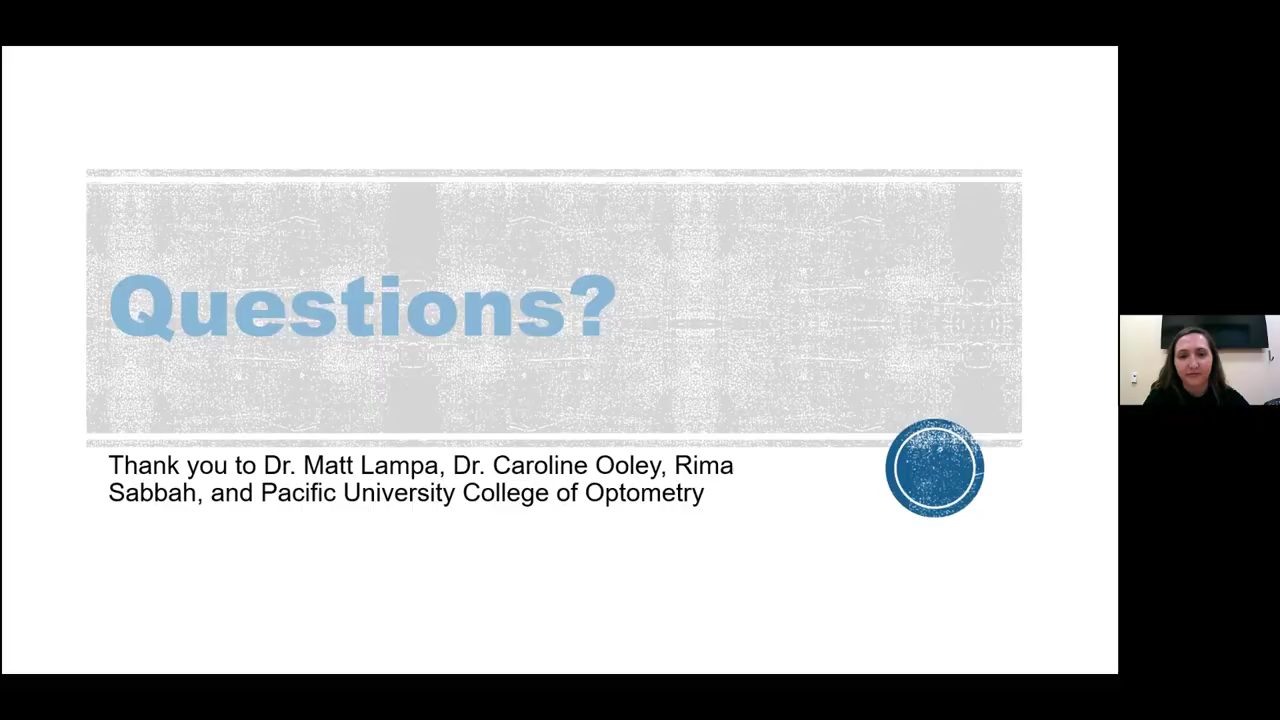 Questions?
Thank you to Dr. Matt Lampa, Dr. Caroline Ooley, Rima
Sabbah, and Pacific University College of Optometry